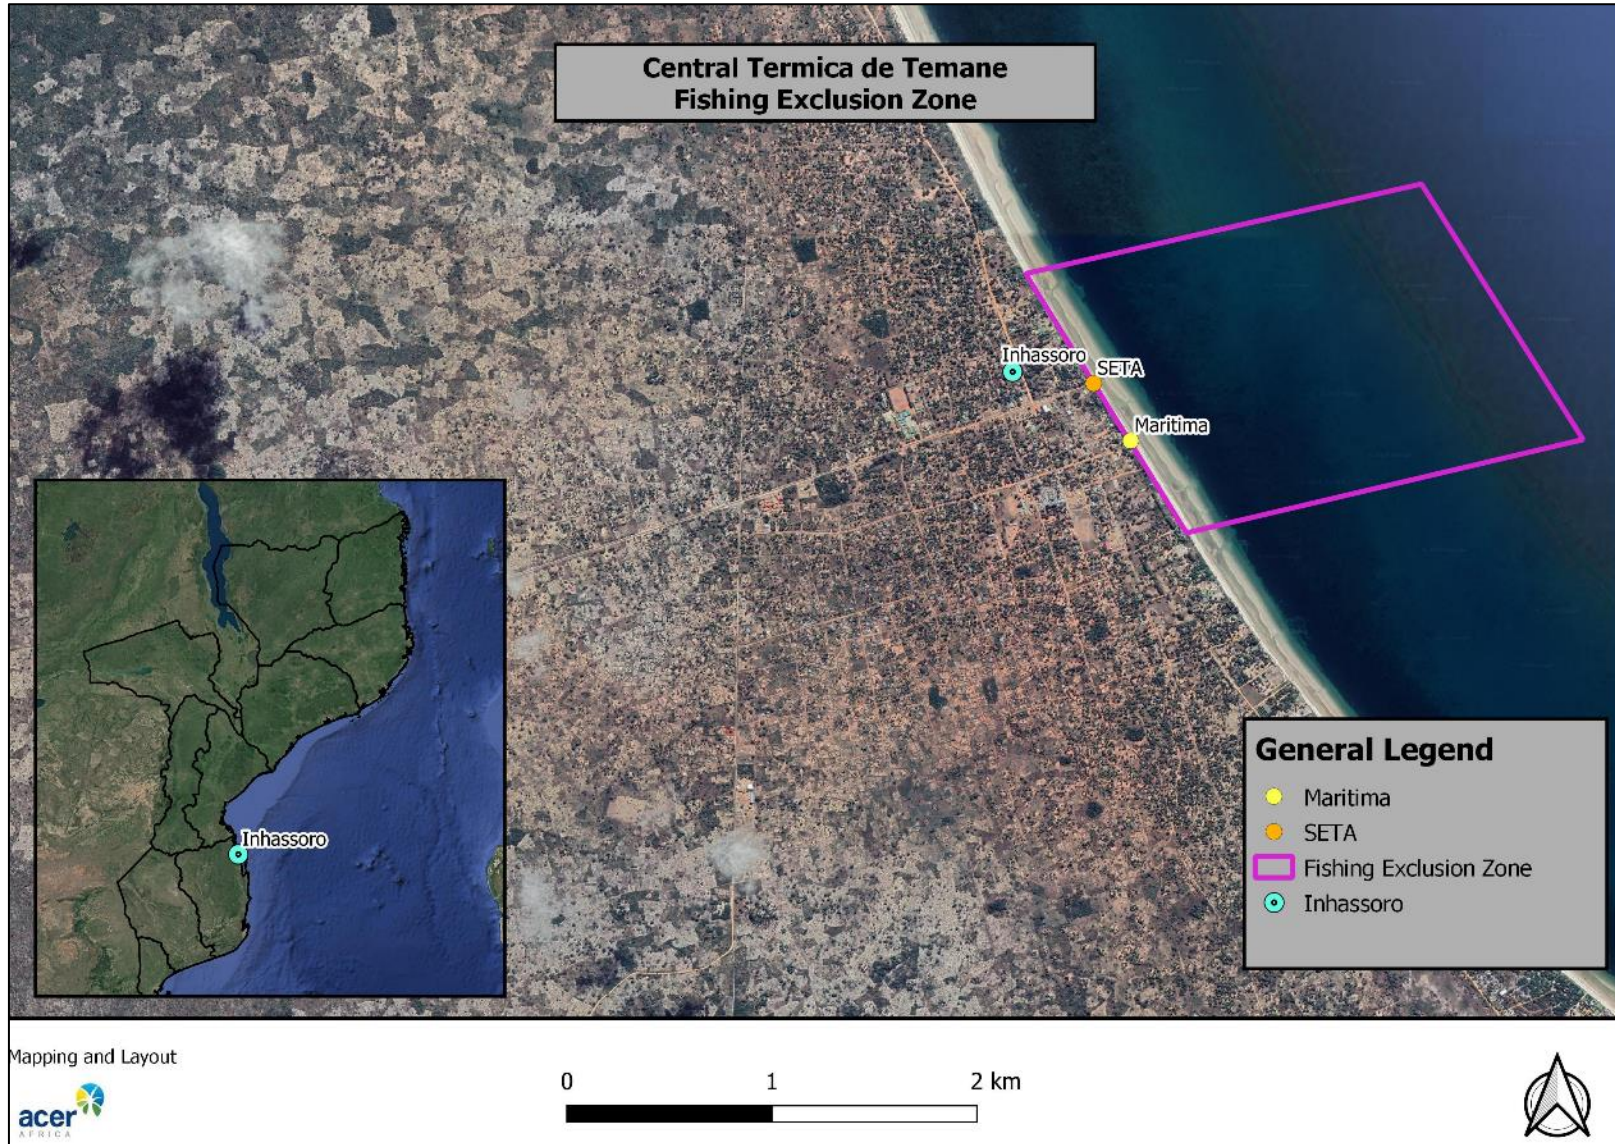 Central Termica de Temane
Fishing Exclusion Zone
Inhassoro
SETA
Maritima
Inhassoro
General Legend
Maritima
SETA
Fishing Exclusion Zone
Inhassoro
Mapping and Layout
acer
AFRICA
0 1 2 km